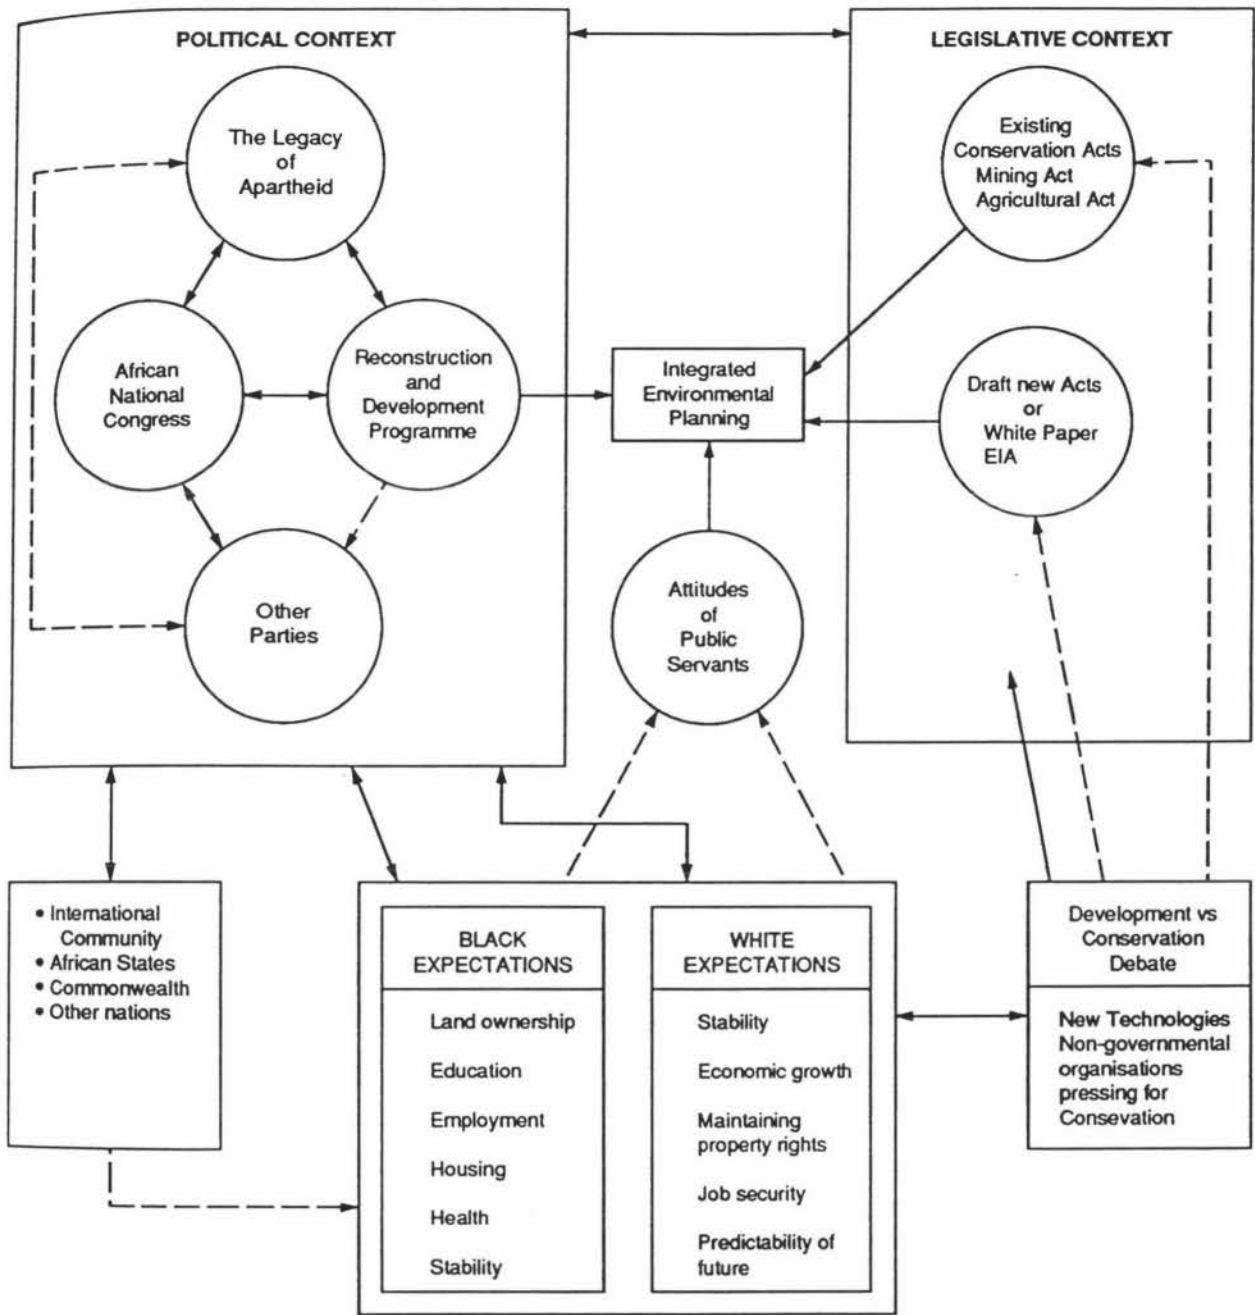 POLITICAL CONTEXT
The Legacy
of
Apartheid
African
National
Congress
Reconstruction
and
Development
Programme
Other
Parties
LEGISLATIVE CONTEXT
Existing
Conservation Acts
Mining Act
Agricultural Act
Draft new Acts
or
White Paper
EIA
Integrated
Environmental
Planning
Attitudes
of
Public
Servants
• International
Community
• African States
• Commonwealth
• Other nations
BLACK
EXPECTATIONS
Land ownership
Education
Employment
Housing
Health
Stability
WHITE
EXPECTATIONS
Stability
Economic growth
Maintaining
property rights
Job security
Predictability of
future
Development vs
Conservation
Debate
New Technologies
Non-governmental
organisations
pressing for
Consevation